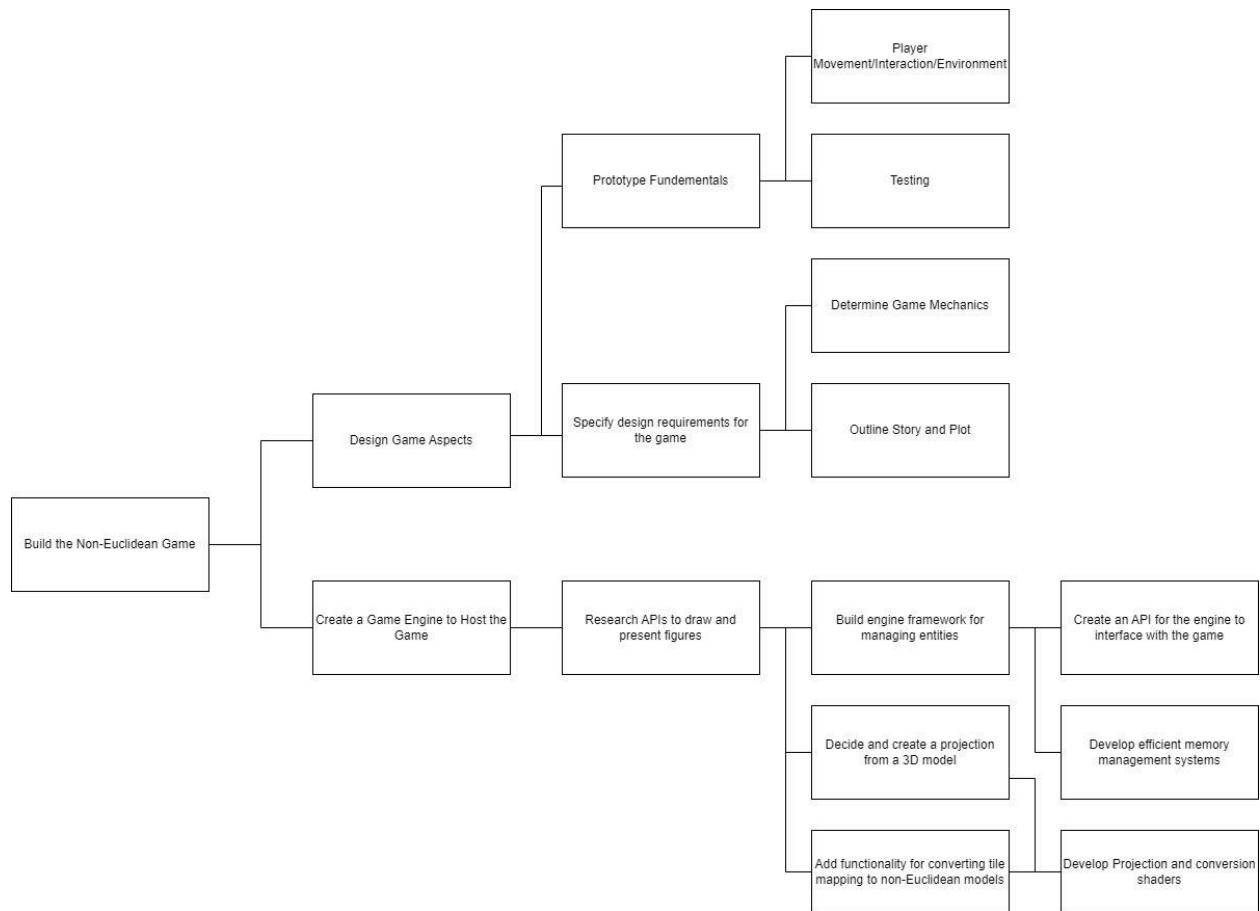 Player
Movement/Interaction/Environment
Prototype Fundementals
Testing
Determine Game Mechanics
Design Game Aspects
Specify design requirements for
the game
Outline Story and Plot
Build the Non-Euclidean Game
Create a Game Engine to Host the
Game
Research APIs to draw and
present figures
Build engine framework for
managing entities
Create an API for the engine to
interface with the game
Decide and create a projection
from a 3D model
Develop efficient memory
management systems
Add functionality for converting tile
mapping to non-Euclidean models
Develop Projection and conversion
shaders